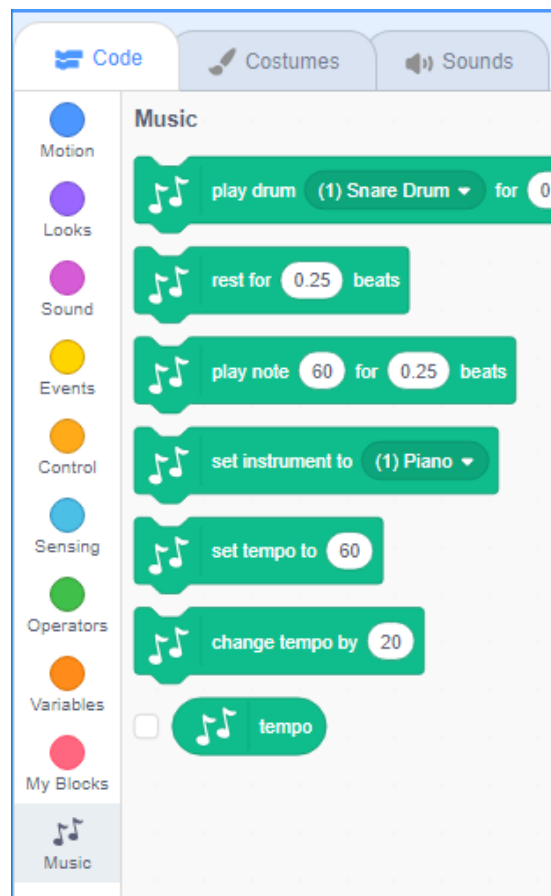 Code
Costumes
Sounds
Motion
Looks
Sound
Events
Control
Sensing
Operators
Variables
My Blocks
Music
Music
play drum (1) Snare Drum for 0
rest for 0.25 beats
play note 60 for 0.25 beats
set instrument to (1) Piano
set tempo to 60
change tempo by 20
tempo